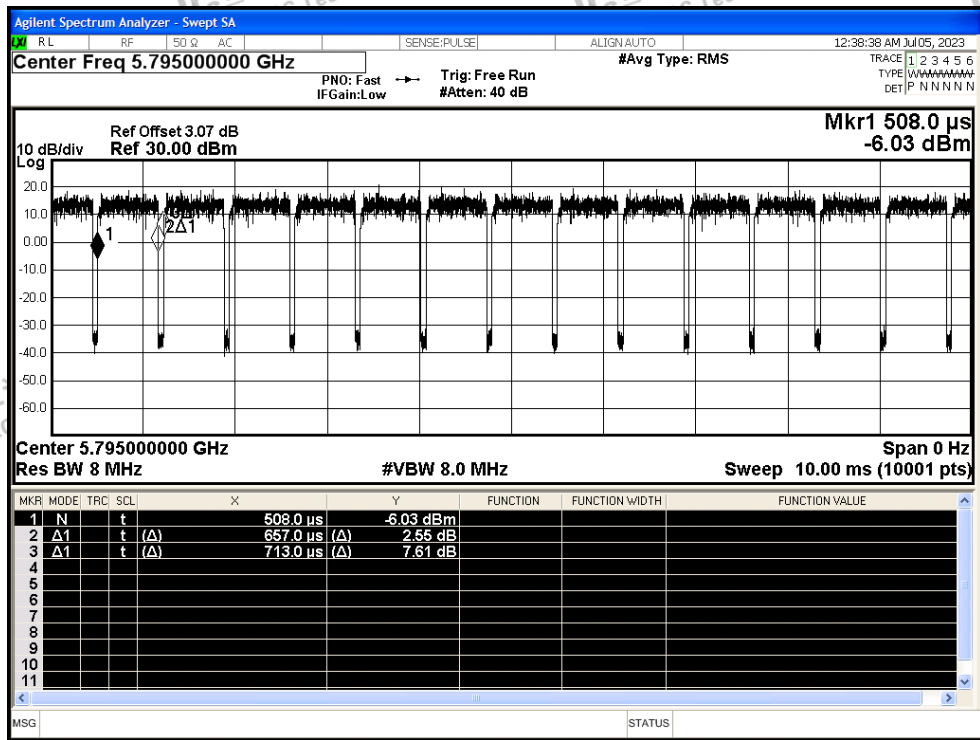 Agilent Spectrum Analyzer - Swept SA
LXI RL RF 50 Ω AC SENSE:PULSE ALIGN AUTO 12:38:38 AM Jul 05, 2023
Center Freq 5.795000000 GHz #Avg Type: RMS TRACE 1 2 3 4 5 6
PNO: Fast Trig: Free Run TYPE WWWWWW
IFGain:Low #Atten: 40 dB DET P N N N N N
Mkr1 508.0 µs
Ref Offset 3.07 dB
10 dB/div Ref 30.00 dBm -6.03 dBm
Log
20.0
10.0
2Δ1
1
0.00
-10.0
-20.0
-30.0
-40.0
-50.0
-60.0
Center 5.795000000 GHz Span 0 Hz
Res BW 8 MHz #VBW 8.0 MHz Sweep 10.00 ms (10001 pts)
MKR MODE TRC SCL X Y FUNCTION FUNCTION WIDTH FUNCTION VALUE
1 N t 508.0 µs -6.03 dBm
2 Δ1 t (Δ) 657.0 µs (Δ) 2.55 dB
3 Δ1 t (Δ) 713.0 µs (Δ) 7.61 dB
4
5
6
7
8
9
10
11
MSG STATUS